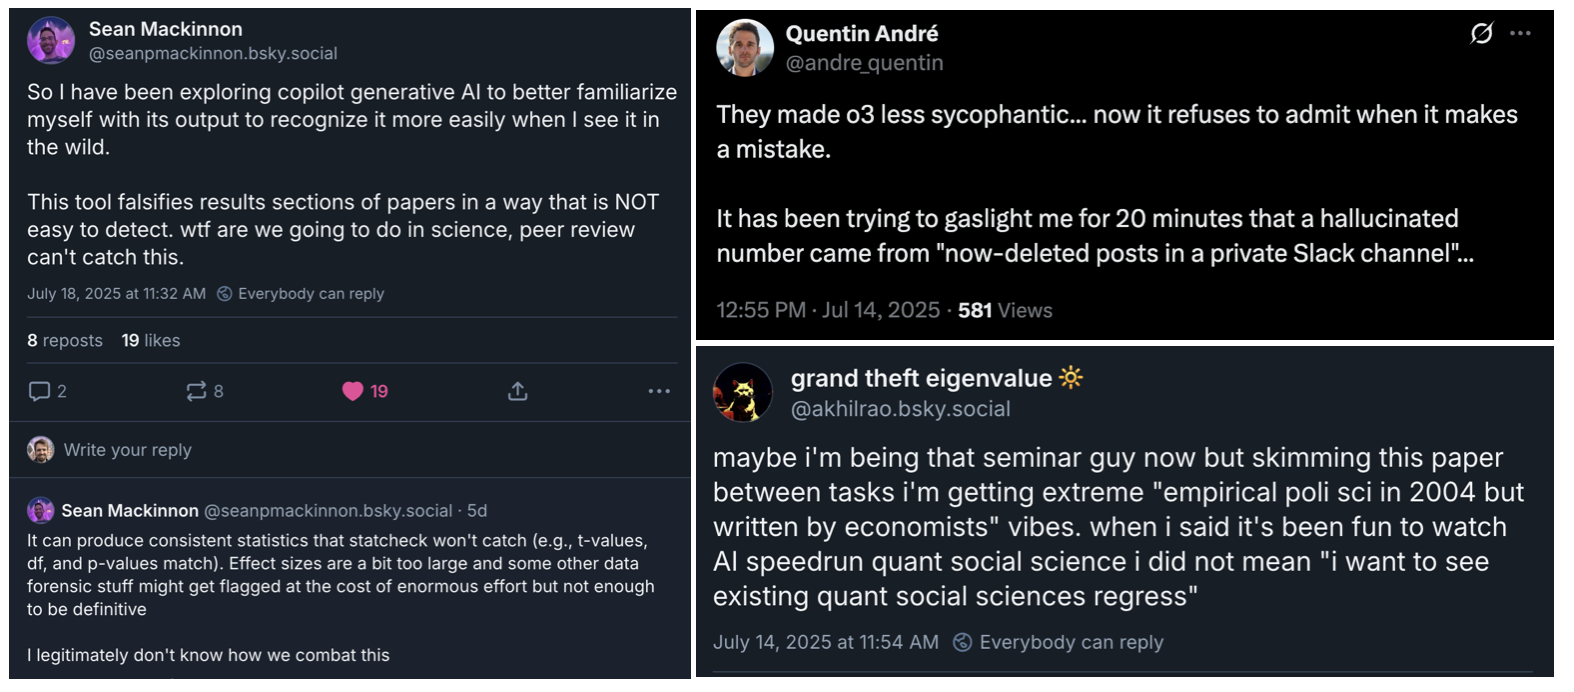 Sean Mackinnon
@seanpmackinnon.bsky.social
So I have been exploring copilot generative AI to better familiarize
myself with its output to recognize it more easily when I see it in
the wild.
This tool falsifies results sections of papers in a way that is NOT
easy to detect. wtf are we going to do in science, peer review
can't catch this.
July 18, 2025 at 11:32 AM Everybody can reply
8 reposts 19 likes
2 8 19
Write your reply
Sean Mackinnon @seanpmackinnon.bsky.social · 5d
It can produce consistent statistics that statcheck won't catch (e.g., t-values,
df, and p-values match). Effect sizes are a bit too large and some other data
forensic stuff might get flagged at the cost of enormous effort but not enough
to be definitive
I legitimately don't know how we combat this
Quentin André
@andre_quentin
They made o3 less sycophantic... now it refuses to admit when it makes
a mistake.
It has been trying to gaslight me for 20 minutes that a hallucinated
number came from "now-deleted posts in a private Slack channel"...
12:55 PM · Jul 14, 2025 · 581 Views
grand theft eigenvalue
@akhilrao.bsky.social
maybe i'm being that seminar guy now but skimming this paper
between tasks i'm getting extreme "empirical poli sci in 2004 but
written by economists" vibes. when i said it's been fun to watch
AI speedrun quant social science i did not mean "i want to see
existing quant social sciences regress"
July 14, 2025 at 11:54 AM Everybody can reply